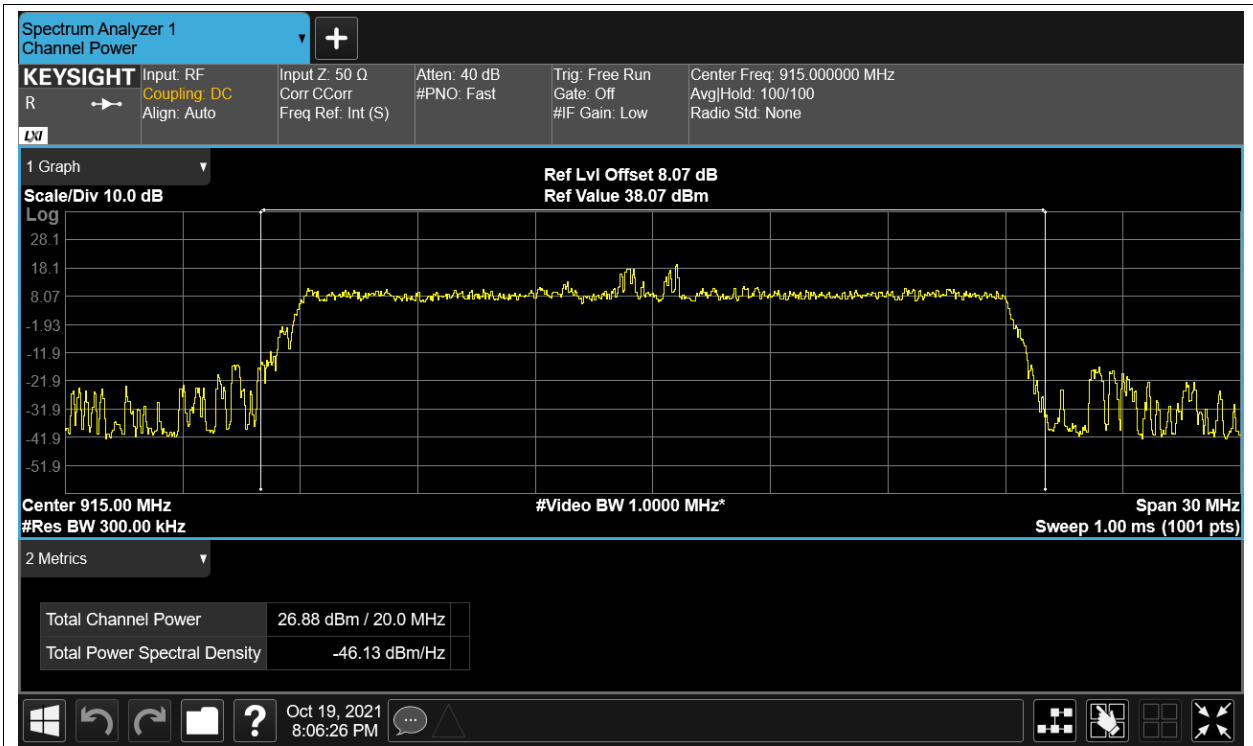 Spectrum Analyzer 1
Channel Power
KEYSIGHT Input: RF Input Z: 50 Ω Atten: 40 dB Trig: Free Run Center Freq: 915.000000 MHz
R Coupling: DC Corr CCorr #PNO: Fast Gate: Off Avg|Hold: 100/100
Align: Auto Freq Ref: Int (S) #IF Gain: Low Radio Std: None
LXI
1 Graph
Ref Lvl Offset 8.07 dB
Scale/Div 10.0 dB Ref Value 38.07 dBm
Log
28.1
18.1
8.07
-1.93
-11.9
-21.9
-31.9
-41.9
-51.9
Center 915.00 MHz #Video BW 1.0000 MHz* Span 30 MHz
#Res BW 300.00 kHz Sweep 1.00 ms (1001 pts)
2 Metrics
Total Channel Power 26.88 dBm / 20.0 MHz
Total Power Spectral Density -46.13 dBm/Hz
Oct 19, 2021
8:06:26 PM